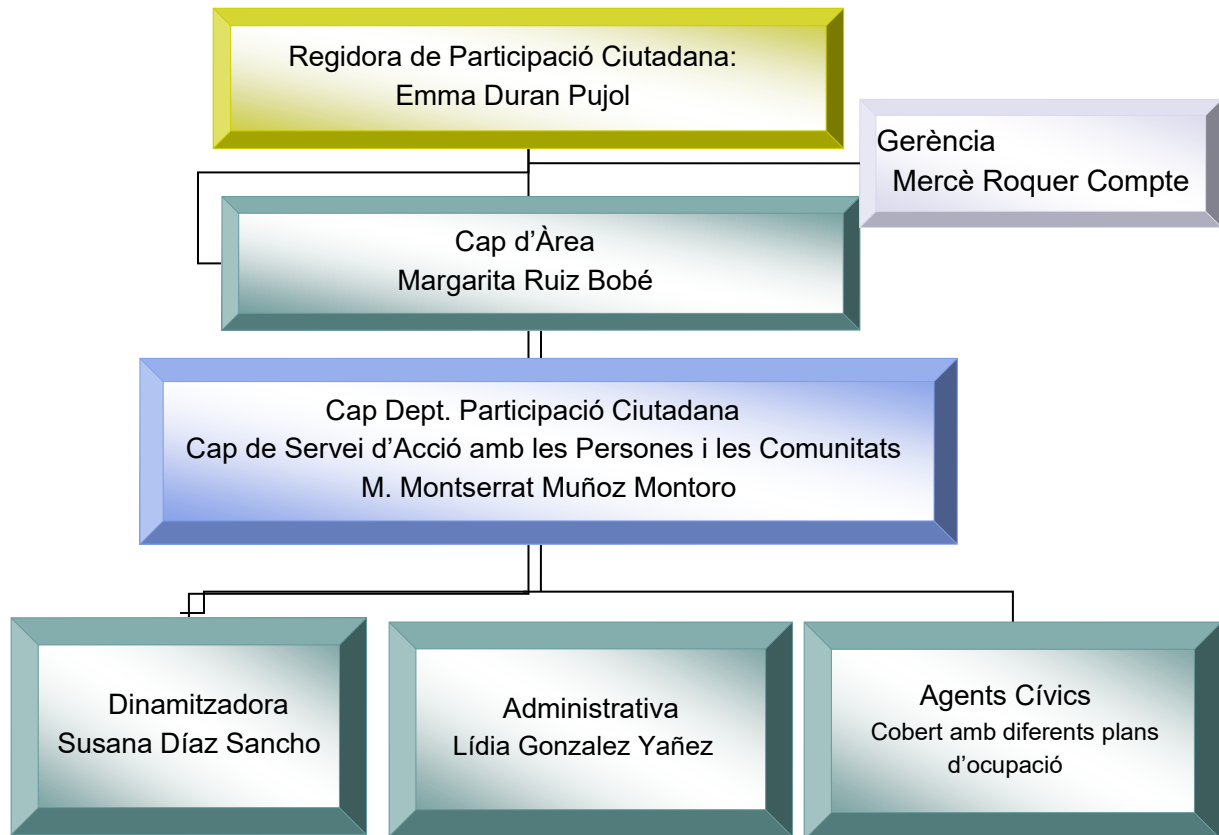 Regidora de Participació Ciutadana:
Emma Duran Pujol
Gerència
Mercè Roquer Compte
Cap d’Àrea
Margarita Ruiz Bobé
Cap Dept. Participació Ciutadana
Cap de Servei d’Acció amb les Persones i les Comunitats
M. Montserrat Muñoz Montoro
Dinamitzadora
Susana Díaz Sancho
Administrativa
Lídia Gonzalez Yañez
Agents Cívics
Cobert amb diferents plans
d’ocupació